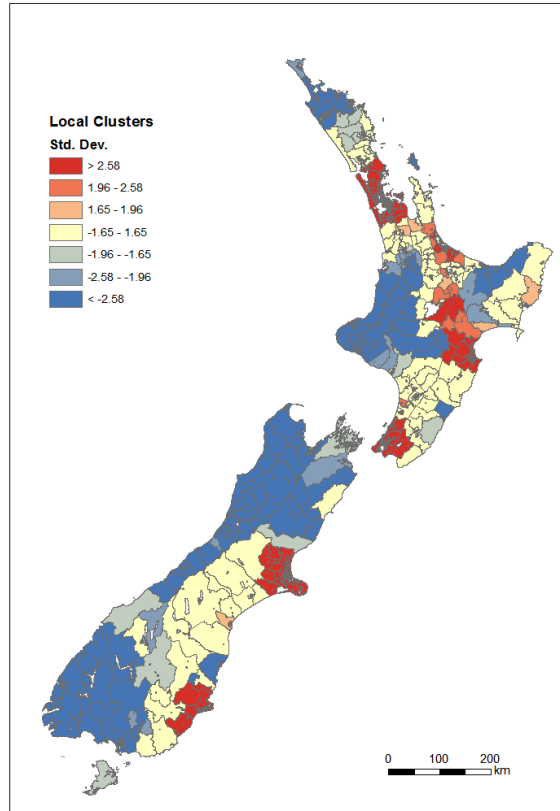 Local Clusters
Std. Dev.
> 2.58
1.96 - 2.58
1.65 - 1.96
-1.65 - 1.65
-1.96 - -1.65
-2.58 - -1.96
< -2.58
0 100 200
km